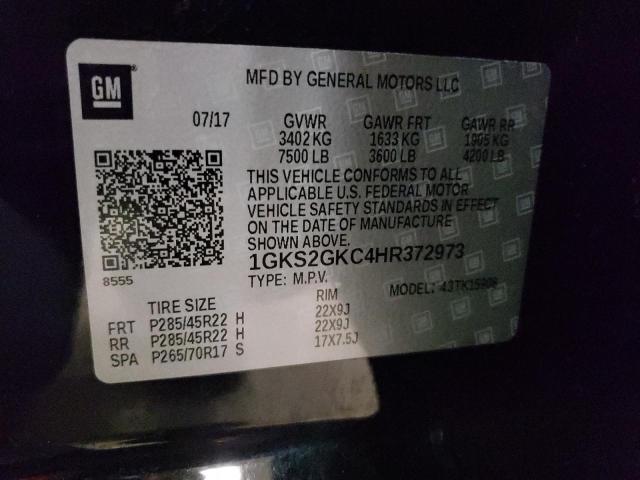 GM
MFD BY GENERAL MOTORS LLC
07/17 GVWR GAWR FRT GAWR RR
3402 KG 1633 KG 1905 KG
7500 LB 3600 LB 4200 LB
THIS VEHICLE CONFORMS TO ALL
APPLICABLE U.S. FEDERAL MOTOR
VEHICLE SAFETY STANDARDS IN EFFECT
ON THE DATE OF MANUFACTURE
SHOWN ABOVE.
1GKS2GKC4HR372973
8555
TYPE: M.P.V. MODEL: 43TK15906
TIRE SIZE RIM
FRT P285/45R22 H 22X9J
RR P285/45R22 H 22X9J
SPA P265/70R17 S 17X7.5J